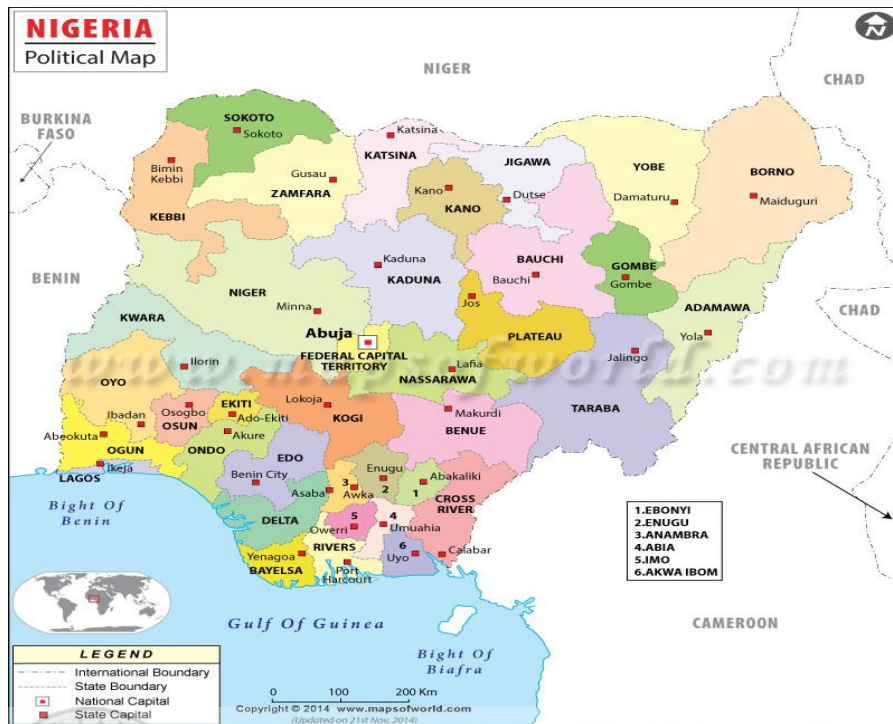 NIGERIA
Political Map
N
NIGER
CHAD
BURKINA
FASO
SOKOTO
Sokoto
Katsina
KATSINA
JIGAWA
YOBE
BORNO
Bimin
Kebbi
Gusau
ZAMFARA
Kano
KANO
Dutse
Damaturu
Maiduguri
KEBBI
BENIN
Kaduna
KADUNA
BAUCHI
Bauchi
GOMBE
Gombe
NIGER
Minna
Jos
ADAMAWA
CHAD
KWARA
Abuja
FEDERAL CAPITAL
TERRITORY
PLATEAU
Yola
www.mapsofworld.com
Ilorin
Lafia
NASSARAWA
Jalingo
OYO
TARABA
EKITI
Ado-Ekiti
Lokoja
KOGI
Makurdi
BENUE
Ibadan
Osogbo
OSUN
Abeokuta
OGUN
Akure
ONDO
EDO
CENTRAL AFRICAN
REPUBLIC
LAGOS
Ikeja
Benin City
Enugu
2
Abakaliki
1
3
Awka
Asaba
CROSS
RIVER
Bight Of
Benin
DELTA
5
Owerri
4
Umuahia
1.EBONYI
2.ENUGU
3.ANAMBRA
4.ABIA
5.IMO
6.AKWA IBOM
RIVERS
6
Uyo
Calabar
Yenagoa
BAYELSA
Port
Harcourt
CAMEROON
Gulf Of Guinea
Bight Of
Biafra
LEGEND
International Boundary
State Boundary
National Capital
State Capital
0 100 200 Km
Copyright © 2014 www.mapsofworld.com
(Updated on 21st Nov, 2014)